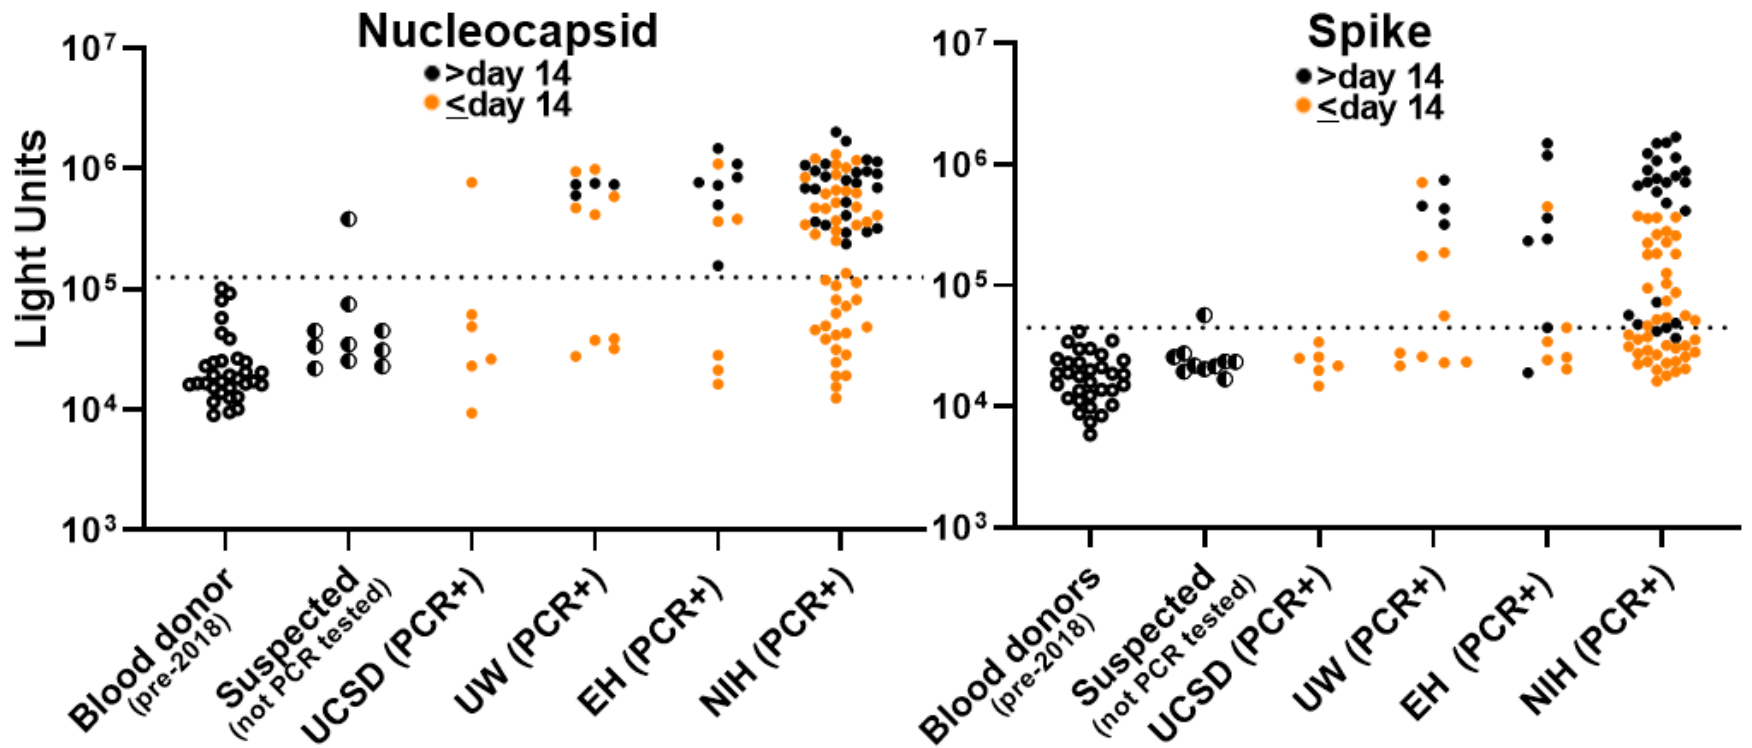 Nucleocapsid
>day 14
≤day 14
Light Units
10⁷
10⁶
10⁵
10⁴
10³
Blood donor
(pre-2018)
Suspected
(not PCR tested)
UCSD (PCR+)
UW (PCR+)
EH (PCR+)
NIH (PCR+)
Spike
>day 14
≤day 14
10⁷
10⁶
10⁵
10⁴
10³
Blood donors
(pre-2018)
Suspected
(not PCR tested)
UCSD (PCR+)
UW (PCR+)
EH (PCR+)
NIH (PCR+)